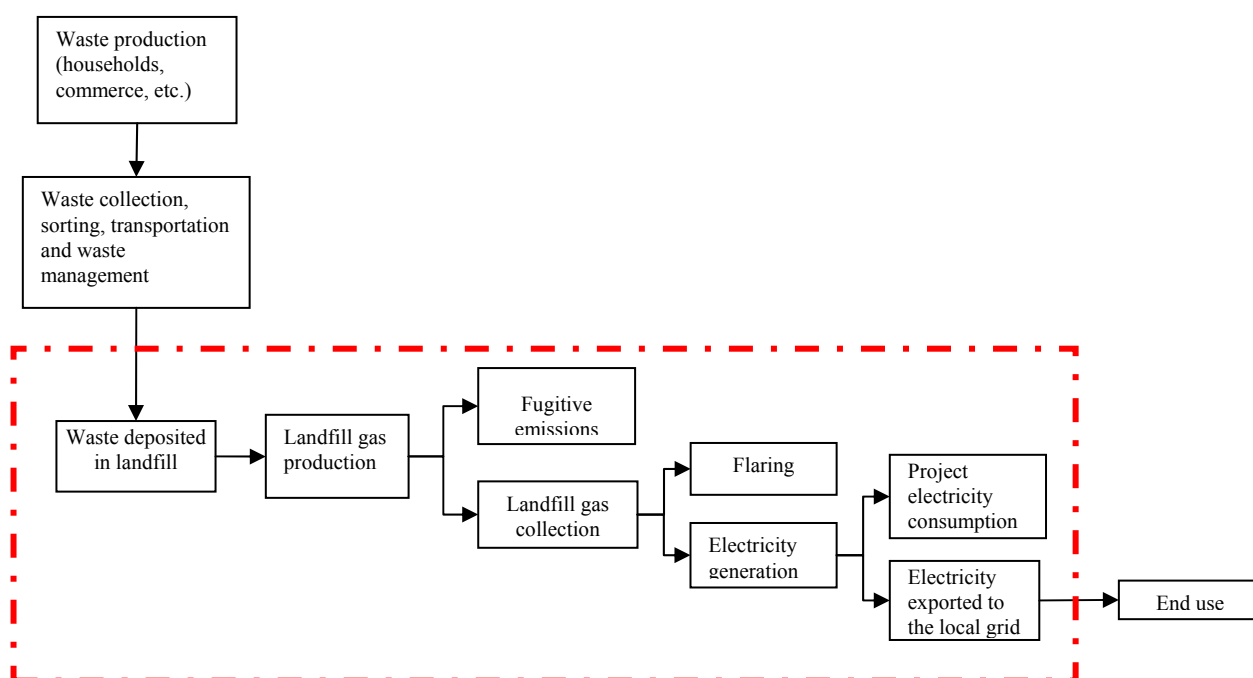 Waste production
(households,
commerce, etc.)
Waste collection,
sorting, transportation
and waste
management
Waste deposited
in landfill
Landfill gas
production
Fugitive
emissions
Landfill gas
collection
Flaring
Electricity
generation
Project
electricity
consumption
Electricity
exported to
the local grid
End use